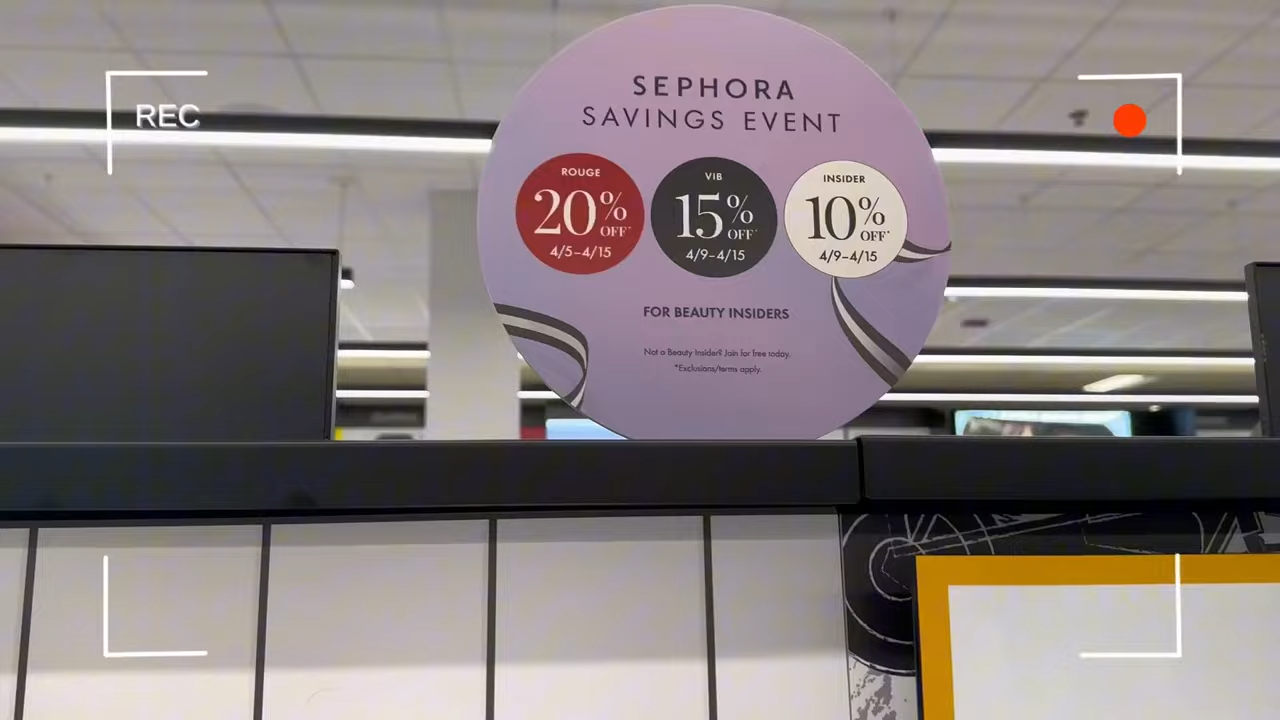 REC
SEPHORA
SAVINGS EVENT
ROUGE
20%
OFF*
4/5–4/15
VIB
15%
OFF*
4/9–4/15
INSIDER
10%
OFF*
4/9–4/15
FOR BEAUTY INSIDERS
Not a Beauty Insider? Join for free today.
*Exclusions/terms apply.